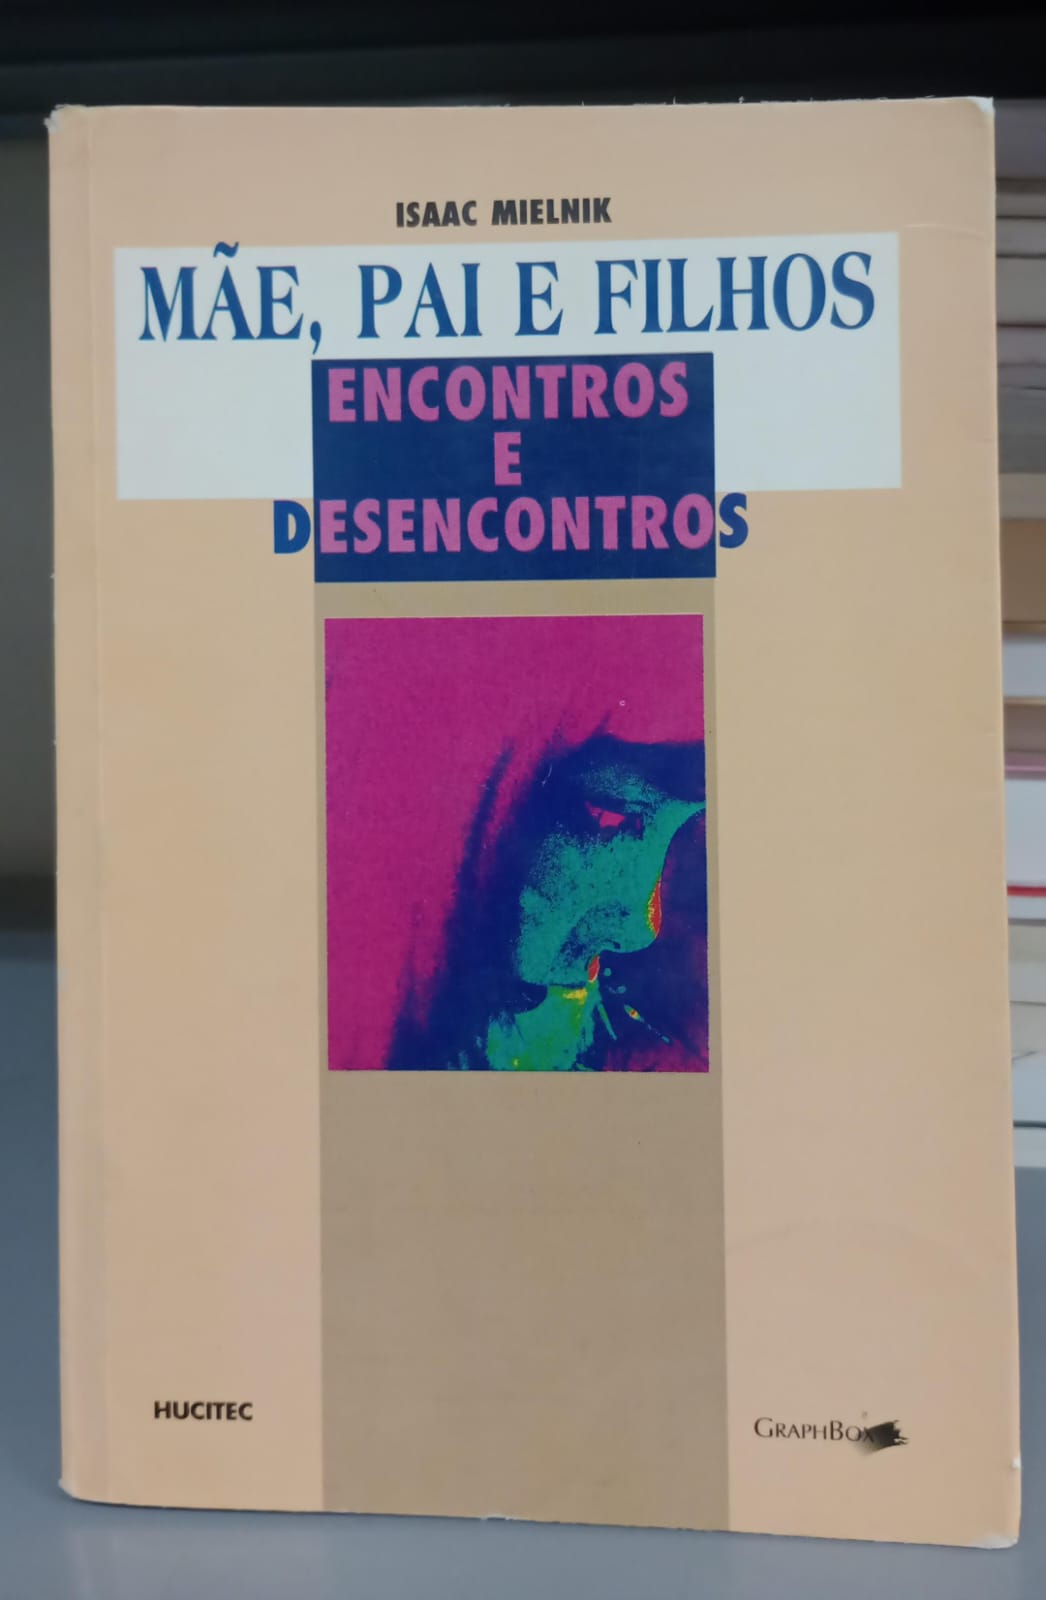 ISAAC MIELNIK
MÃE, PAI E FILHOS
ENCONTROS
E
DESENCONTROS
HUCITEC
GRAPHBOX